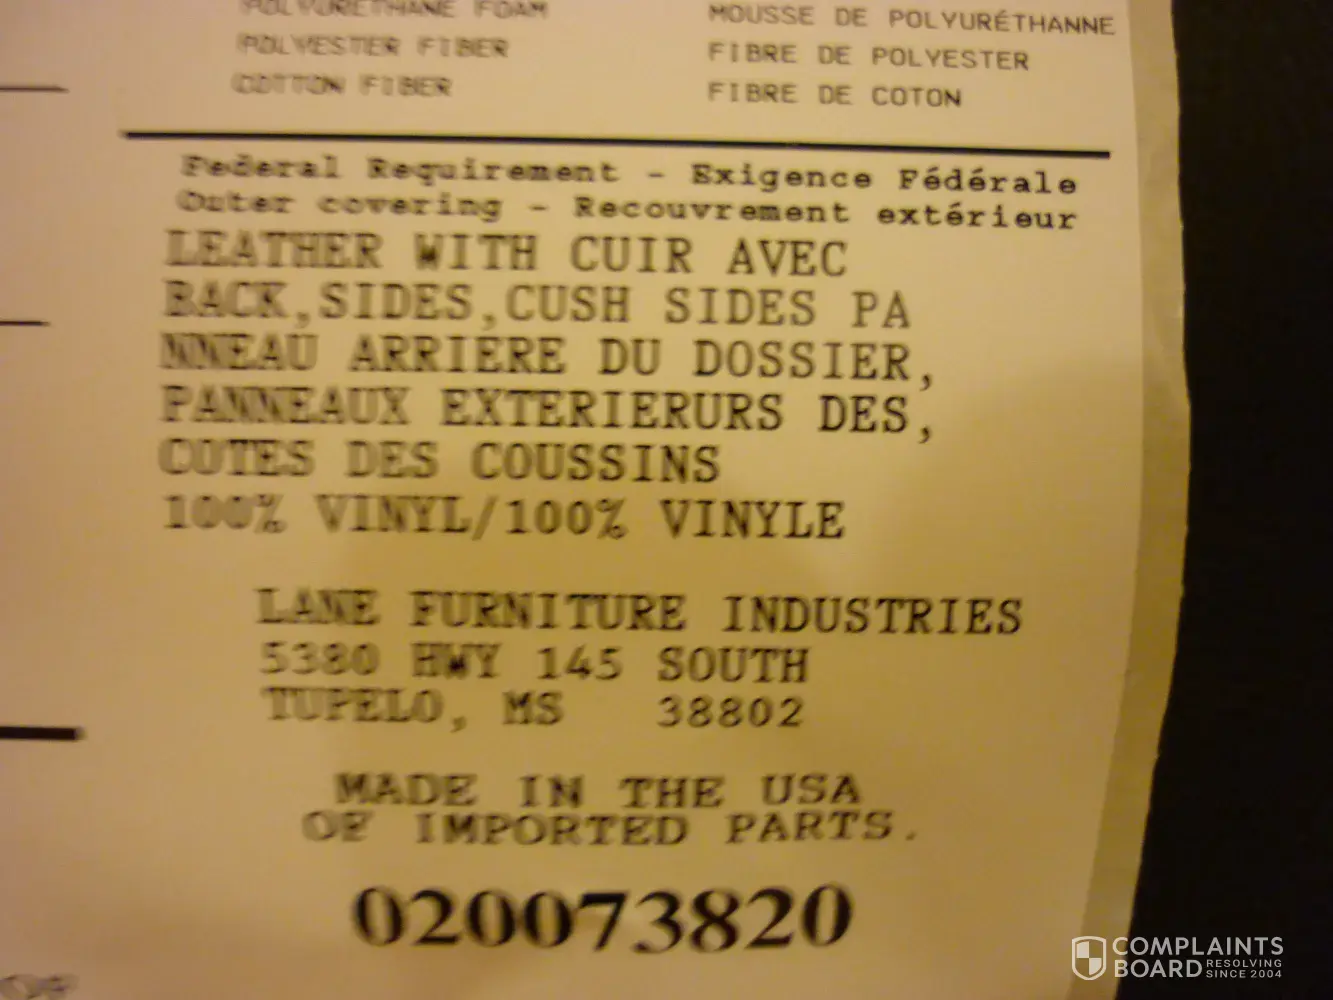 POLYURETHANE FOAM MOUSSE DE POLYURÉTHANNE
POLYESTER FIBER FIBRE DE POLYESTER
COTTON FIBER FIBRE DE COTON
Federal Requirement - Exigence Fédérale
Outer covering - Recouvrement extérieur
LEATHER WITH CUIR AVEC
BACK,SIDES,CUSH SIDES PA
NNEAU ARRIERE DU DOSSIER,
PANNEAUX EXTERIERURS DES,
COTES DES COUSSINS
100% VINYL/100% VINYLE
LANE FURNITURE INDUSTRIES
5380 HWY 145 SOUTH
TUPELO, MS 38802
MADE IN THE USA
OF IMPORTED PARTS.
020073820
COMPLAINTS
BOARD RESOLVING
SINCE 2004